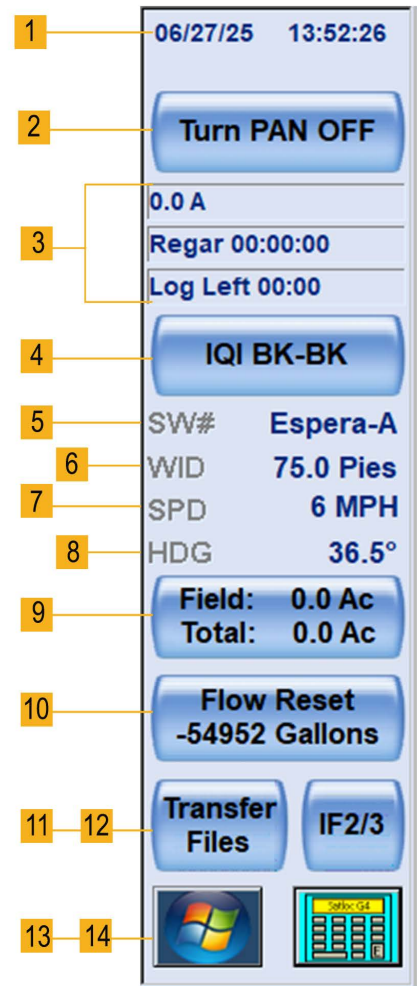 1 06/27/25 13:52:26
2 Turn PAN OFF
0.0 A
3 Regar 00:00:00
Log Left 00:00
4 IQI BK-BK
5 SW# Espera-A
6 WID 75.0 Pies
7 SPD 6 MPH
8 HDG 36.5°
9 Field: 0.0 Ac
Total: 0.0 Ac
10 Flow Reset
-54952 Gallons
11 12 Transfer
Files IF2/3
13 14 Satloc G4
E